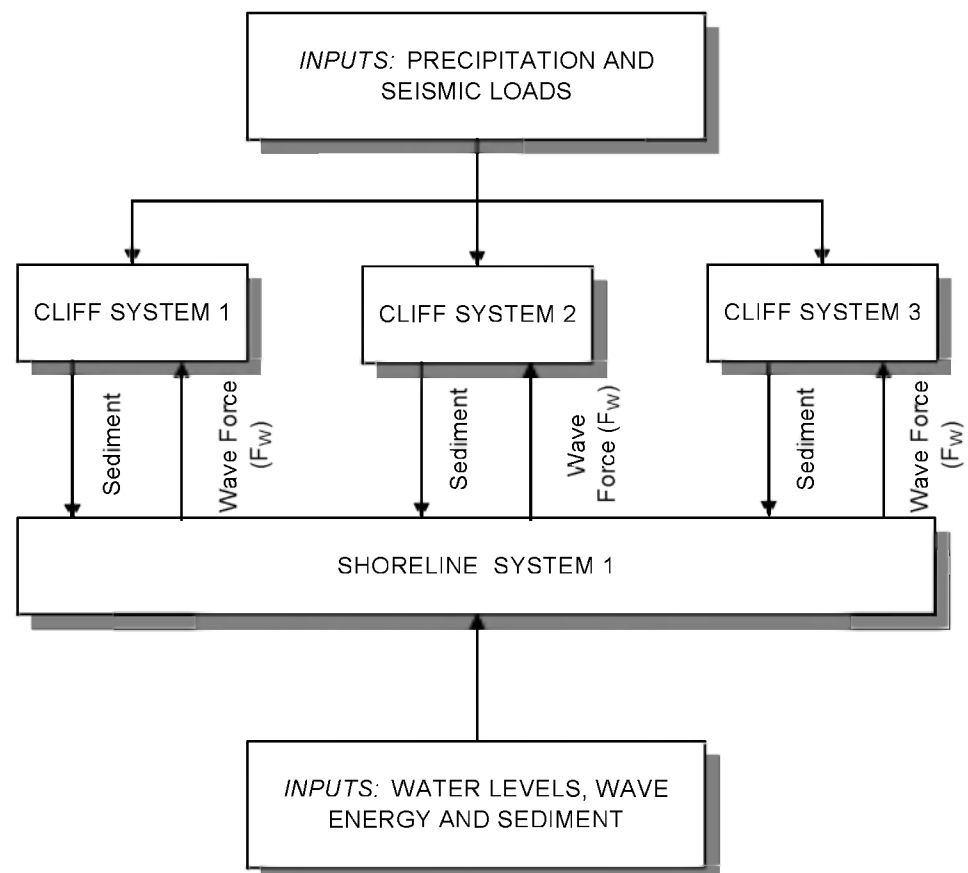 INPUTS: PRECIPITATION AND
SEISMIC LOADS
CLIFF SYSTEM 1
CLIFF SYSTEM 2
CLIFF SYSTEM 3
Sediment
Wave Force
(Fw)
Sediment
Wave
Force (Fw)
Sediment
Wave Force
(Fw)
SHORELINE SYSTEM 1
INPUTS: WATER LEVELS, WAVE
ENERGY AND SEDIMENT